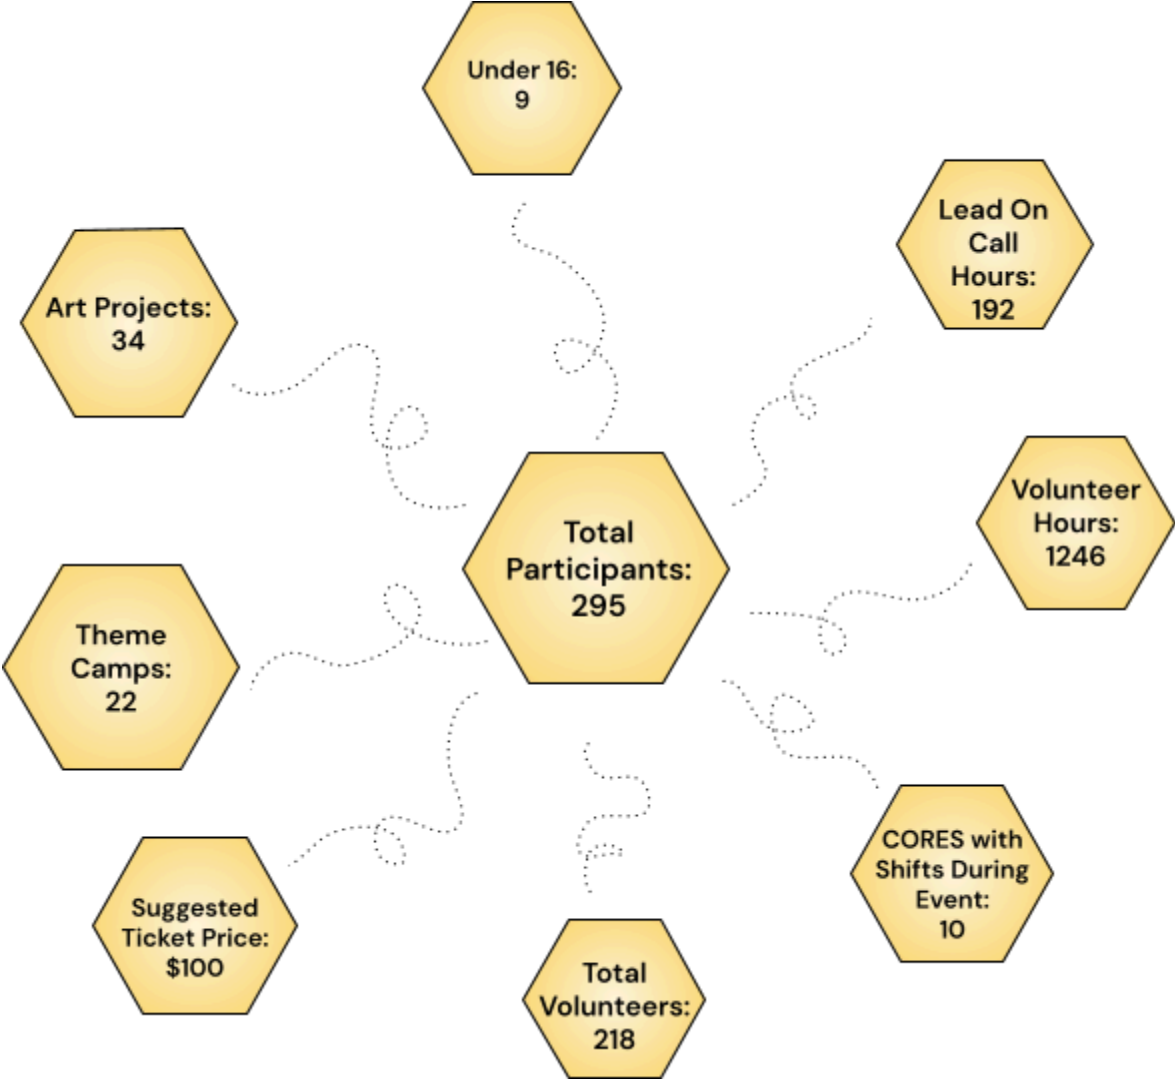 Under 16:
9
Lead On
Call
Hours:
192
Art Projects:
34
Volunteer
Hours:
1246
Total
Participants:
295
Theme
Camps:
22
CORES with
Shifts During
Event:
10
Suggested
Ticket Price:
$100
Total
Volunteers:
218